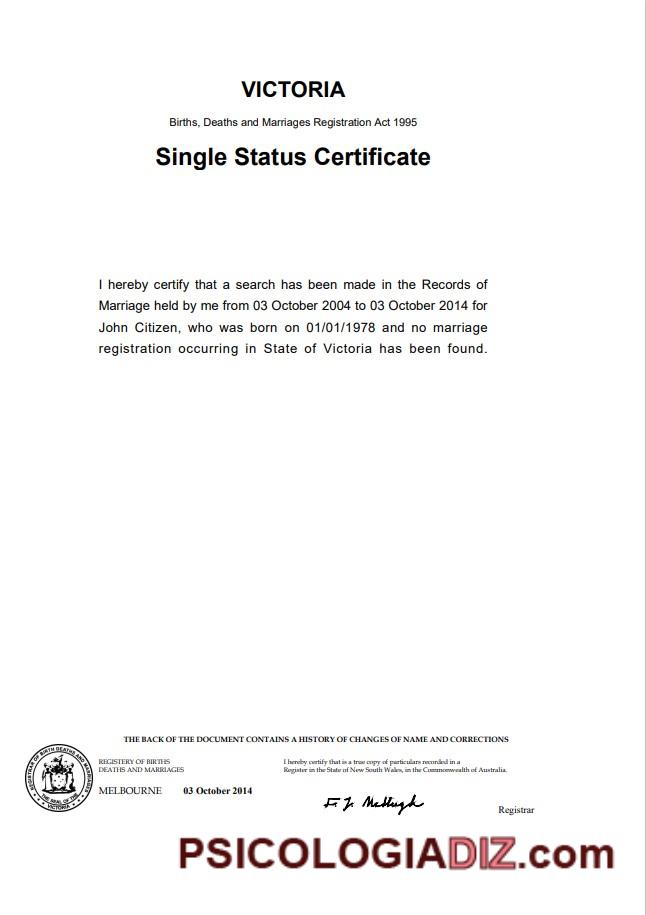 VICTORIA
Births, Deaths and Marriages Registration Act 1995
Single Status Certificate
I hereby certify that a search has been made in the Records of
Marriage held by me from 03 October 2004 to 03 October 2014 for
John Citizen, who was born on 01/01/1978 and no marriage
registration occurring in State of Victoria has been found.
THE BACK OF THE DOCUMENT CONTAINS A HISTORY OF CHANGES OF NAME AND CORRECTIONS
REGISTRAR OF BIRTH DEATHS AND MARRIAGES
THE SEAL OF THE
VICTORIA
REGISTERY OF BIRTHS
DEATHS AND MARRIAGES
MELBOURNE 03 October 2014
I hereby certify that is a true copy of particulars recorded in a
Register in the State of New South Wales, in the Commonwealth of Australia.
Registrar
PSICOLOGIADIZ.com